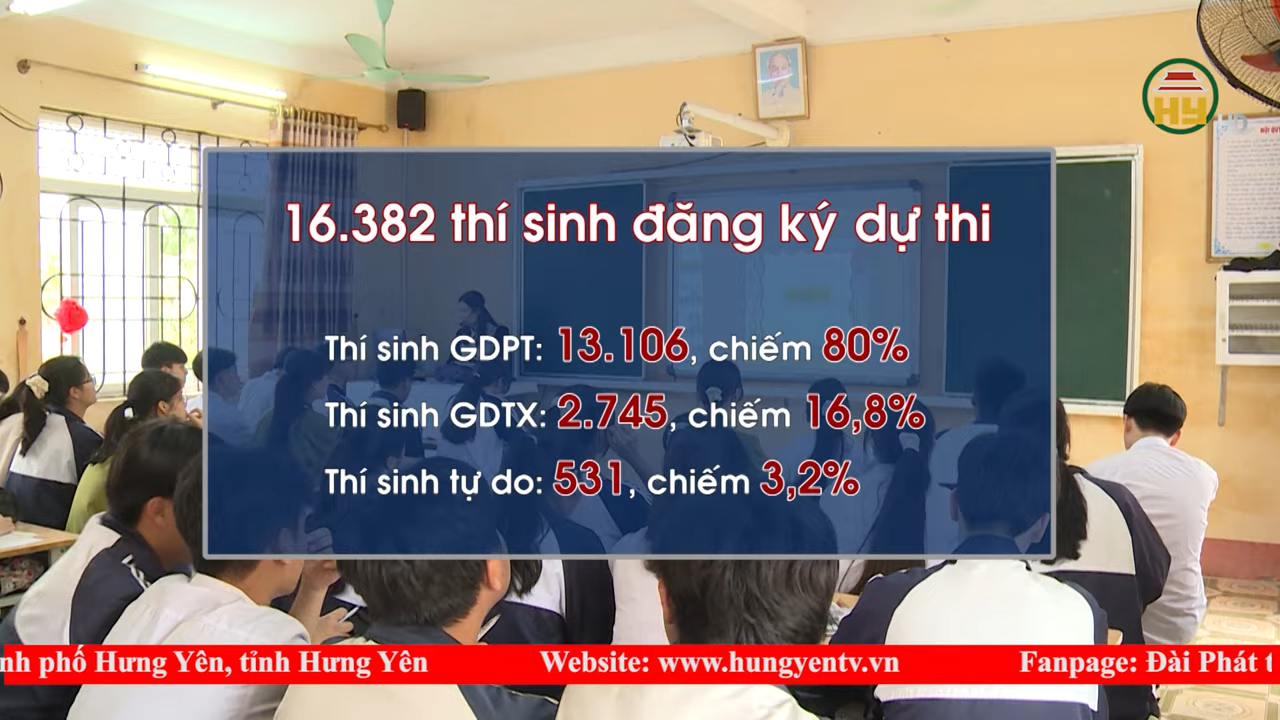 HY
16.382 thí sinh đăng ký dự thi
Thí sinh GDPT: 13.106, chiếm 80%
Thí sinh GDTX: 2.745, chiếm 16,8%
Thí sinh tự do: 531, chiếm 3,2%
nh phố Hưng Yên, tỉnh Hưng Yên Website: www.hungyentv.vn Fanpage: Đài Phát t